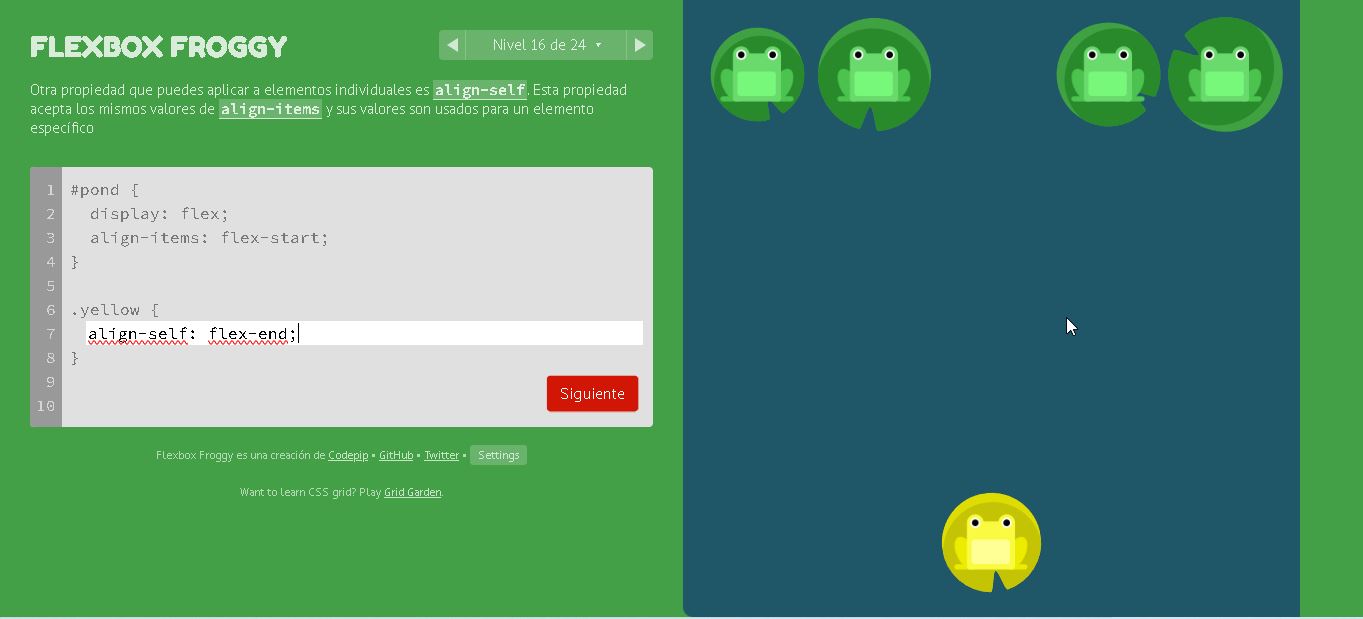 FLEXBOX FROGGY
Nivel 16 de 24
Otra propiedad que puedes aplicar a elementos individuales es align-self. Esta propiedad
acepta los mismos valores de align-items y sus valores son usados para un elemento
específico
1 #pond {
2 display: flex;
3 align-items: flex-start;
4 }
5
6 .yellow {
7 align-self: flex-end;
8 }
9
10
Siguiente
Flexbox Froggy es una creación de Codepip • GitHub • Twitter • Settings
Want to learn CSS grid? Play Grid Garden.